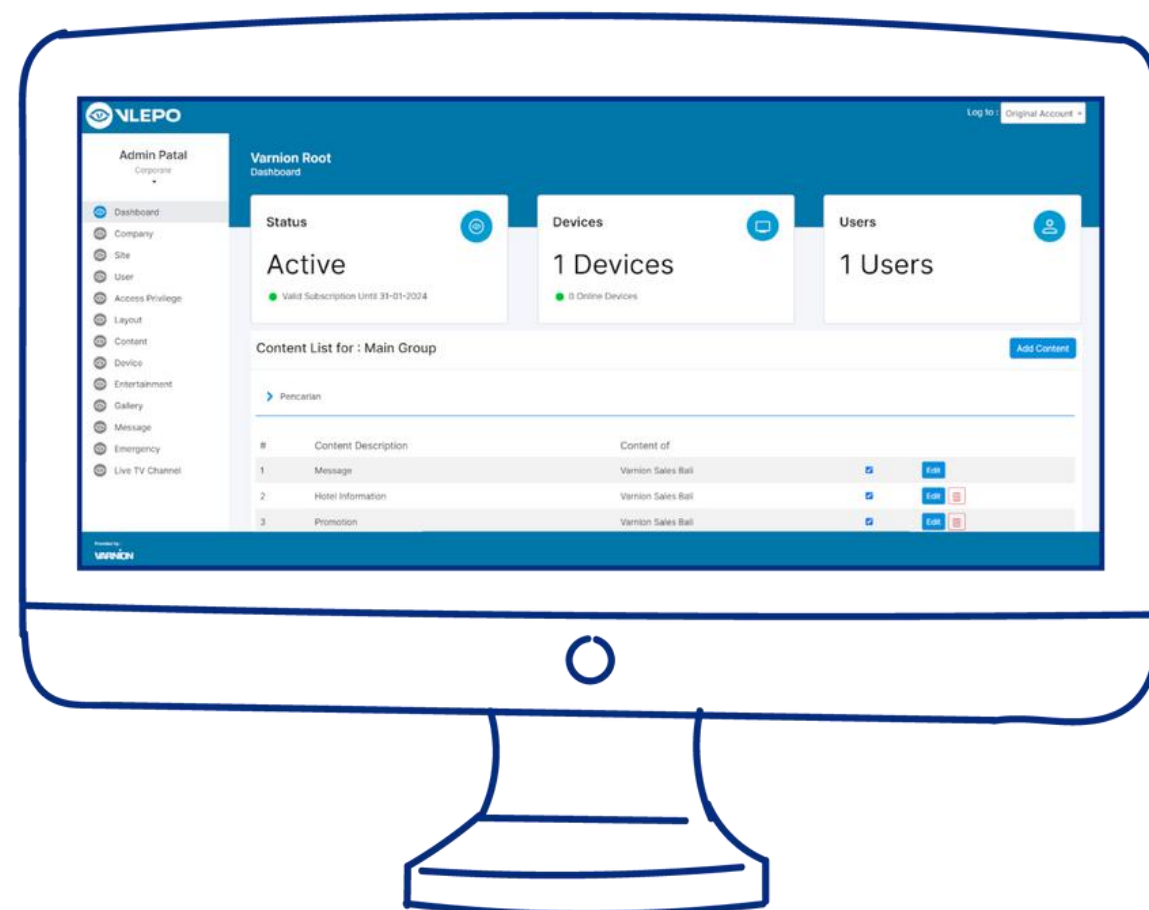 VLEPO
Log to : Original Account
Admin Patal
Corporate
Varnion Root
Dashboard
Dashboard
Company
Site
User
Access Privilege
Layout
Content
Device
Entertainment
Gallery
Message
Emergency
Live TV Channel
Status
Active
Valid Subscription Until 31-01-2024
Devices
1 Devices
0 Online Devices
Users
1 Users
Content List for : Main Group
Add Content
Pencarian
# Content Description Content of
1 Message Varnion Sales Bali Edit
2 Hotel Information Varnion Sales Bali Edit
3 Promotion Varnion Sales Bali Edit
Provided by :
VARNION